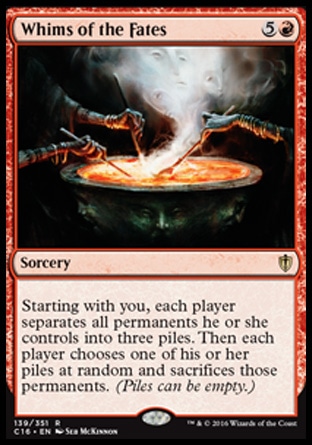 Whims of the Fates 5
Sorcery
Starting with you, each player
separates all permanents he or she
controls into three piles. Then each
player chooses one of his or her
piles at random and sacrifices those
permanents. (Piles can be empty.)
139/351 R
C16 • EN Seb McKinnon
™ & © 2016 Wizards of the Coast